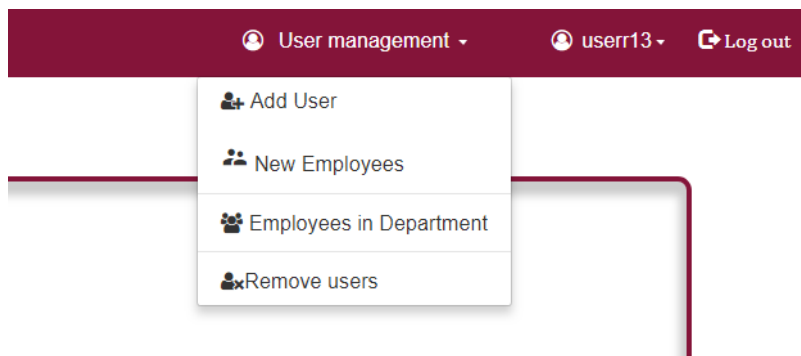 User management userr13 Log out
Add User
New Employees
Employees in Department
Remove users